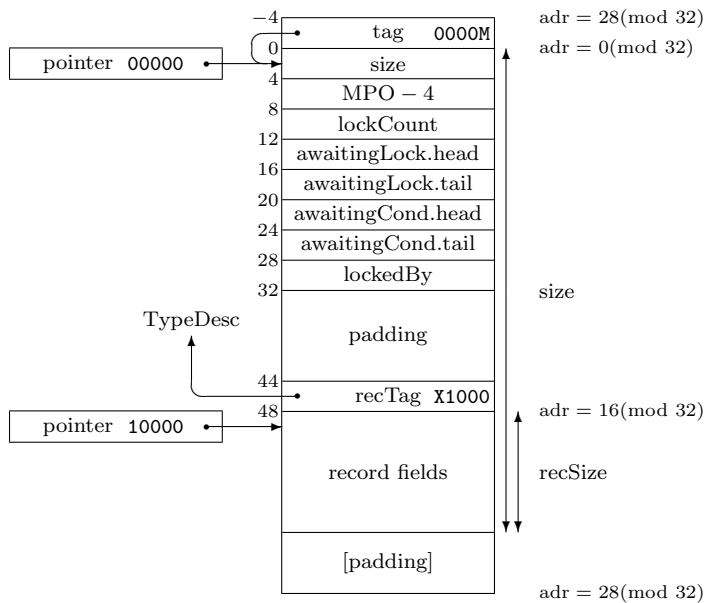 −4
tag 0000M
adr = 28(mod 32)
0
adr = 0(mod 32)
pointer 00000
size
4
MPO − 4
8
lockCount
12
awaitingLock.head
16
awaitingLock.tail
20
awaitingCond.head
24
awaitingCond.tail
28
lockedBy
32
size
TypeDesc
padding
44
recTag X1000
48
adr = 16(mod 32)
pointer 10000
record fields
recSize
[padding]
adr = 28(mod 32)